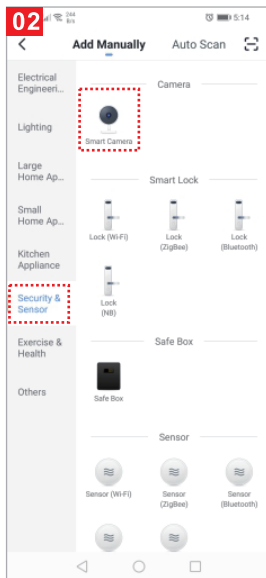 02
244
B/s
5:14
Add Manually
Auto Scan
Electrical
Engineeri...
Lighting
Large
Home Ap...
Small
Home Ap...
Kitchen
Appliance
Security &
Sensor
Exercise &
Health
Others
Camera
Smart Camera
Smart Lock
Lock (Wi-Fi)
Lock
(ZigBee)
Lock
(Bluetooth)
Lock
(NB)
Safe Box
Safe Box
Sensor
Sensor (Wi-Fi)
Sensor
(ZigBee)
Sensor
(Bluetooth)